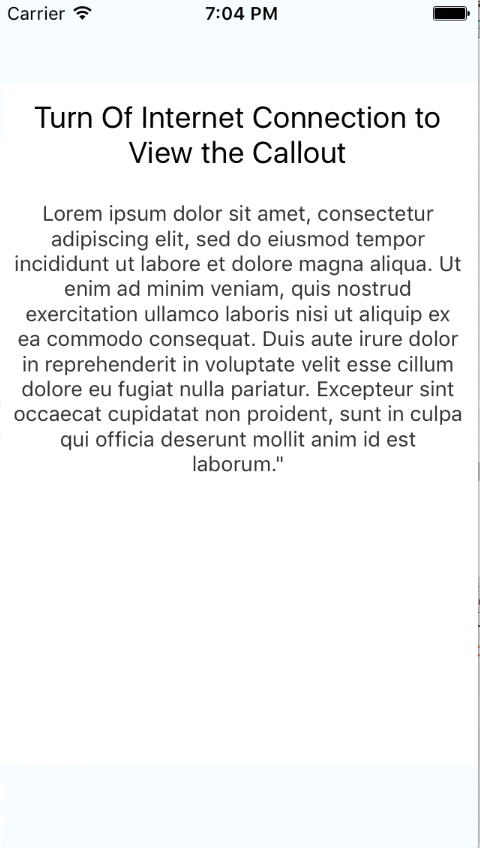 Carrier 7:04 PM
Turn Of Internet Connection to
View the Callout
Lorem ipsum dolor sit amet, consectetur
adipiscing elit, sed do eiusmod tempor
incididunt ut labore et dolore magna aliqua. Ut
enim ad minim veniam, quis nostrud
exercitation ullamco laboris nisi ut aliquip ex
ea commodo consequat. Duis aute irure dolor
in reprehenderit in voluptate velit esse cillum
dolore eu fugiat nulla pariatur. Excepteur sint
occaecat cupidatat non proident, sunt in culpa
qui officia deserunt mollit anim id est
laborum."